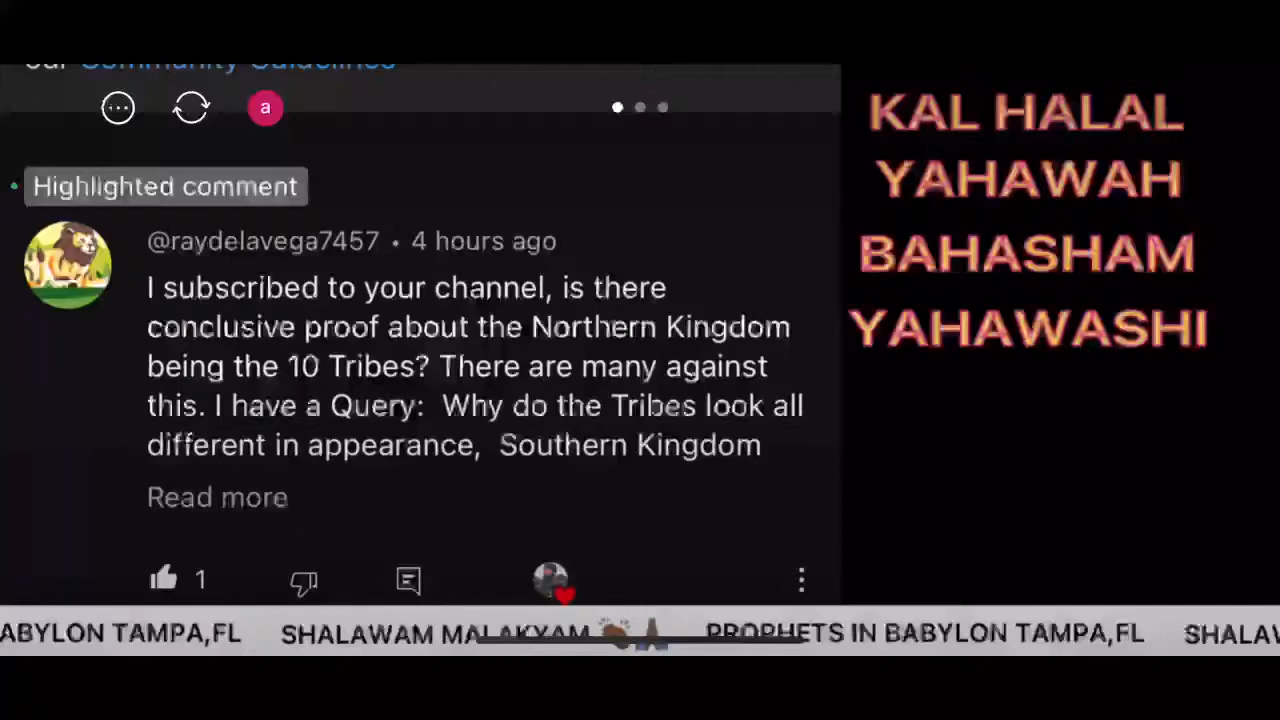 our Community Guidelines
a
Highlighted comment
@raydelavega7457 • 4 hours ago
I subscribed to your channel, is there
conclusive proof about the Northern Kingdom
being the 10 Tribes? There are many against
this. I have a Query: Why do the Tribes look all
different in appearance, Southern Kingdom
Read more
1
KAL HALAL
YAHAWAH
BAHASHAM
YAHAWASHI
ABYLON TAMPA,FL SHALAWAM MALAKYAM 👏🏾 🙏🏾 PROPHETS IN BABYLON TAMPA,FL SHALAW